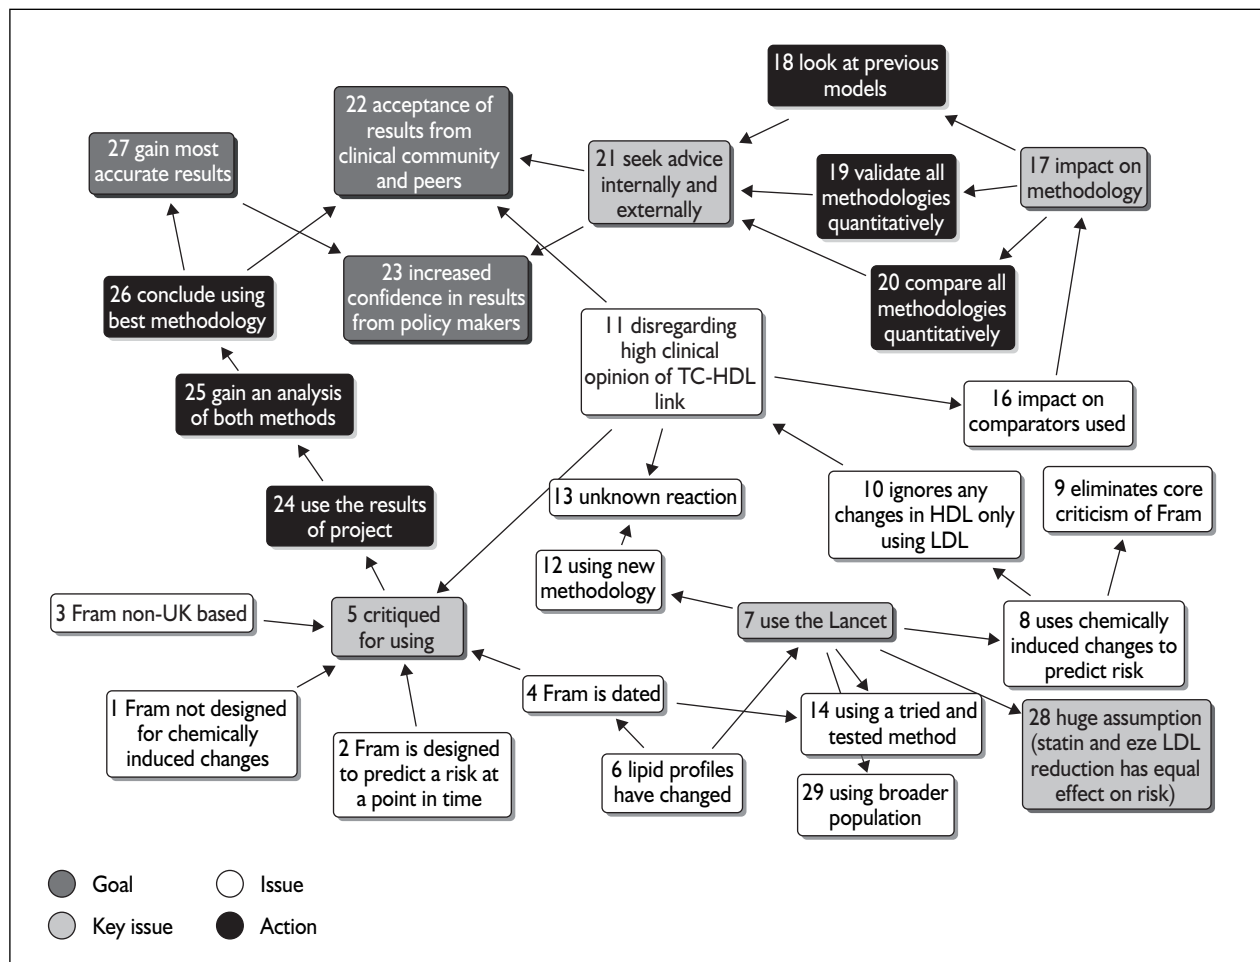 18 look at previous
models
22 acceptance of
results from
clinical community
and peers
27 gain most
accurate results
21 seek advice
internally and
externally
19 validate all
methodologies
quantitatively
17 impact on
methodology
23 increased
confidence in results
from policy makers
20 compare all
methodologies
quantitatively
26 conclude using
best methodology
11 disregarding
high clinical
opinion of TC-HDL
link
25 gain an analysis
of both methods
16 impact on
comparators used
24 use the results
of project
13 unknown reaction
10 ignores any
changes in HDL only
using LDL
9 eliminates core
criticism of Fram
12 using new
methodology
3 Fram non-UK based
5 critiqued
for using
7 use the Lancet
8 uses chemically
induced changes to
predict risk
1 Fram not designed
for chemically
induced changes
2 Fram is designed
to predict a risk at
a point in time
4 Fram is dated
14 using a tried and
tested method
28 huge assumption
(statin and eze LDL
reduction has equal
effect on risk)
6 lipid profiles
have changed
29 using broader
population
Goal
Issue
Key issue
Action